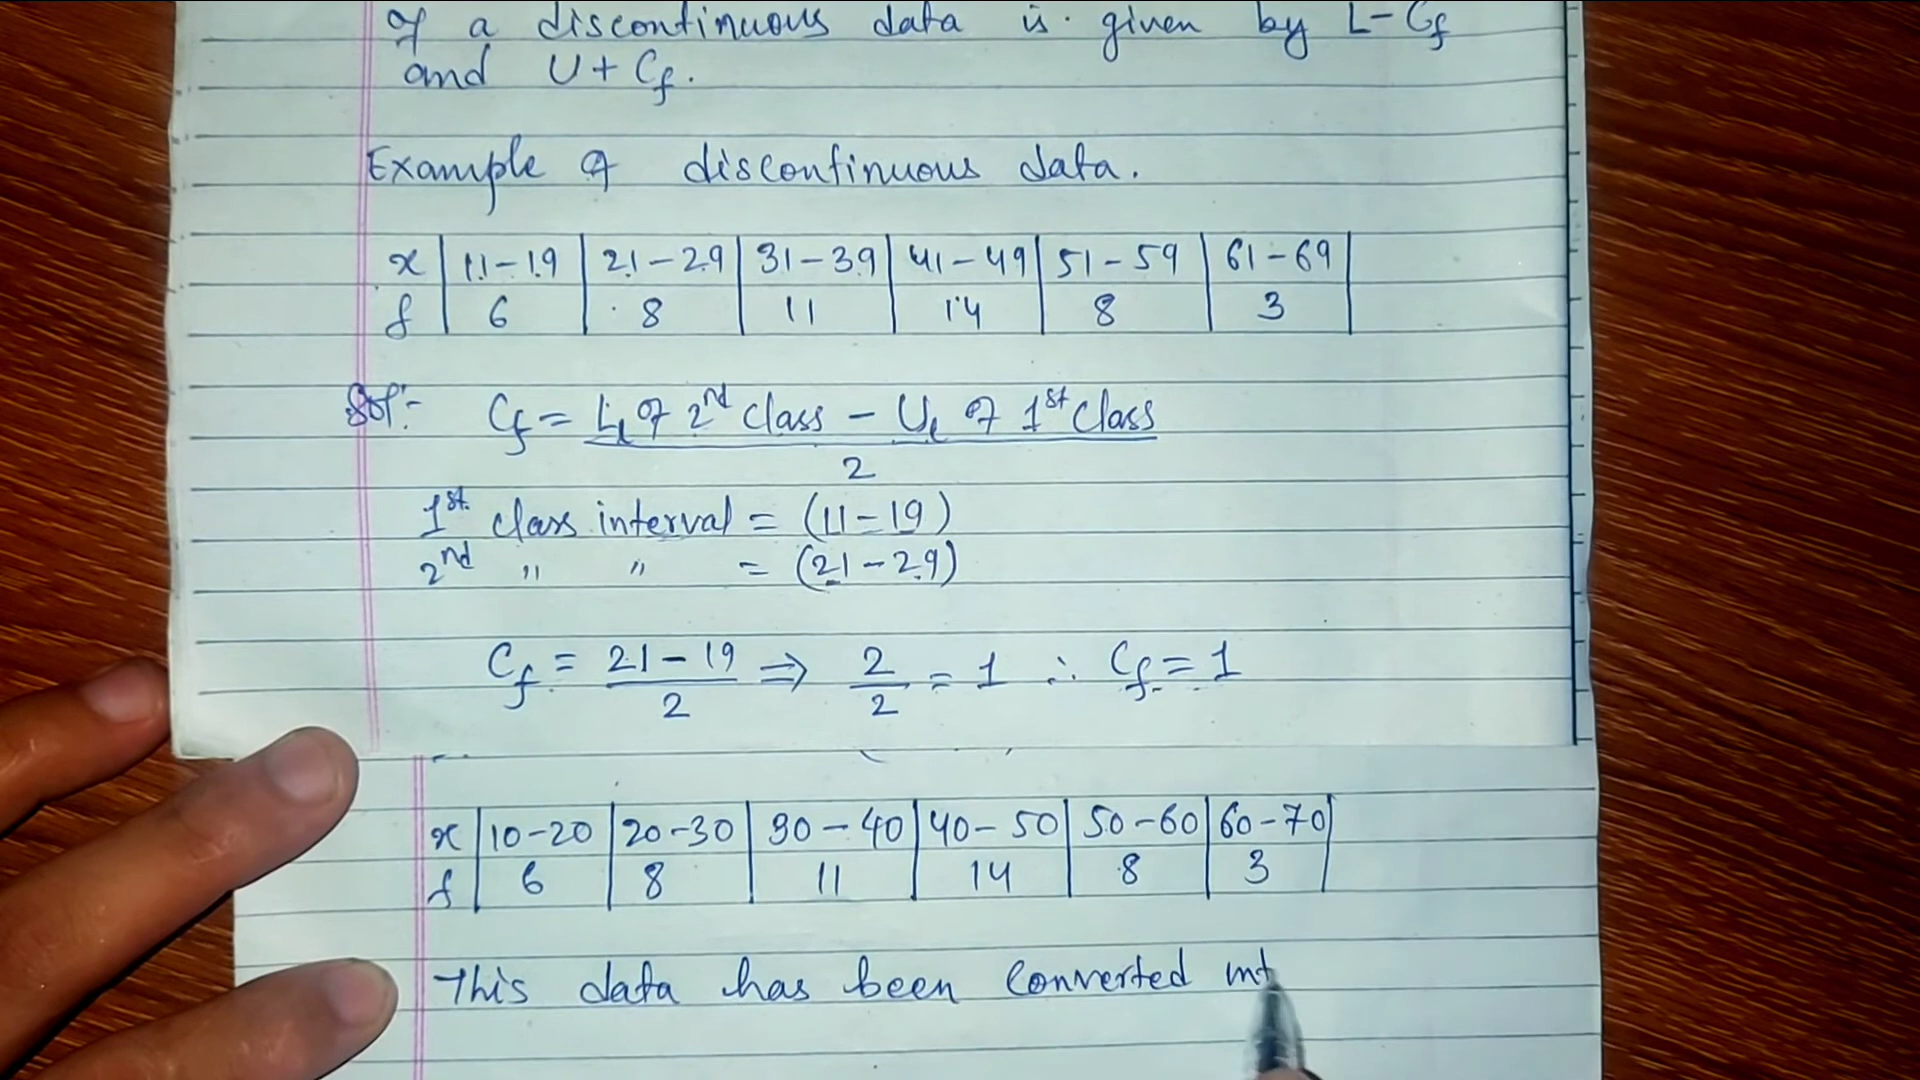 of a discontinuous data is given by L - Cf
and U + Cf.
Example of discontinuous data.
x | 11-19 | 21-29 | 31-39 | 41-49 | 51-59 | 61-69 |
f | 6 | 8 | 11 | 14 | 8 | 3 |
Sol:- Cf = Ll of 2nd class - Ul of 1st class
2
1st class interval = (11-19)
2nd " " = (21-29)
Cf = 21-19 / 2 ⇒ 2 / 2 = 1 ∴ Cf = 1
x | 10-20 | 20-30 | 30-40 | 40-50 | 50-60 | 60-70 |
f | 6 | 8 | 11 | 14 | 8 | 3 |
This data has been converted int